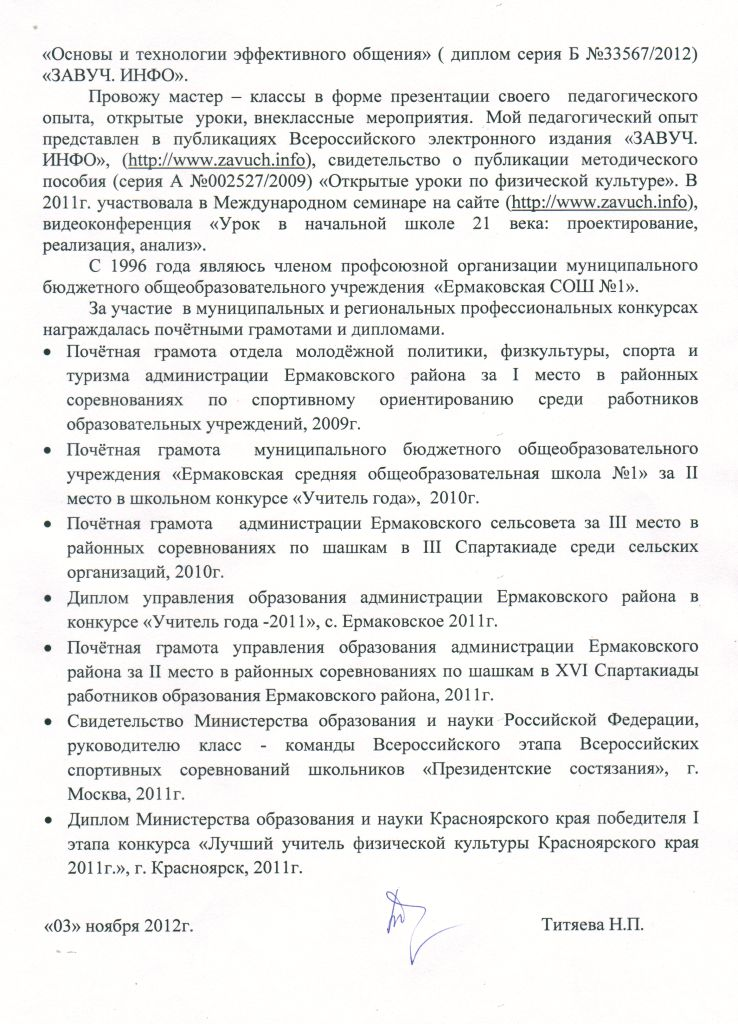 «Основы и технологии эффективного общения» ( диплом серия Б №33567/2012)
«ЗАВУЧ. ИНФО».
Провожу мастер – классы в форме презентации своего педагогического
опыта, открытые уроки, внеклассные мероприятия. Мой педагогический опыт
представлен в публикациях Всероссийского электронного издания «ЗАВУЧ.
ИНФО», (http://www.zavuch.info), свидетельство о публикации методического
пособия (серия А №002527/2009) «Открытые уроки по физической культуре». В
2011г. участвовала в Международном семинаре на сайте (http://www.zavuch.info),
видеоконференция «Урок в начальной школе 21 века: проектирование,
реализация, анализ».
С 1996 года являюсь членом профсоюзной организации муниципального
бюджетного общеобразовательного учреждения «Ермаковская СОШ №1».
За участие в муниципальных и региональных профессиональных конкурсах
награждалась почётными грамотами и дипломами.
• Почётная грамота отдела молодёжной политики, физкультуры, спорта и
туризма администрации Ермаковского района за I место в районных
соревнованиях по спортивному ориентированию среди работников
образовательных учреждений, 2009г.
• Почётная грамота муниципального бюджетного общеобразовательного
учреждения «Ермаковская средняя общеобразовательная школа №1» за II
место в школьном конкурсе «Учитель года», 2010г.
• Почётная грамота администрации Ермаковского сельсовета за III место в
районных соревнованиях по шашкам в III Спартакиаде среди сельских
организаций, 2010г.
• Диплом управления образования администрации Ермаковского района в
конкурсе «Учитель года -2011», с. Ермаковское 2011г.
• Почётная грамота управления образования администрации Ермаковского
района за II место в районных соревнованиях по шашкам в XVI Спартакиады
работников образования Ермаковского района, 2011г.
• Свидетельство Министерства образования и науки Российской Федерации,
руководителю класс - команды Всероссийского этапа Всероссийских
спортивных соревнований школьников «Президентские состязания», г.
Москва, 2011г.
• Диплом Министерства образования и науки Красноярского края победителя I
этапа конкурса «Лучший учитель физической культуры Красноярского края
2011г.», г. Красноярск, 2011г.
«03» ноября 2012г. Титяева Н.П.